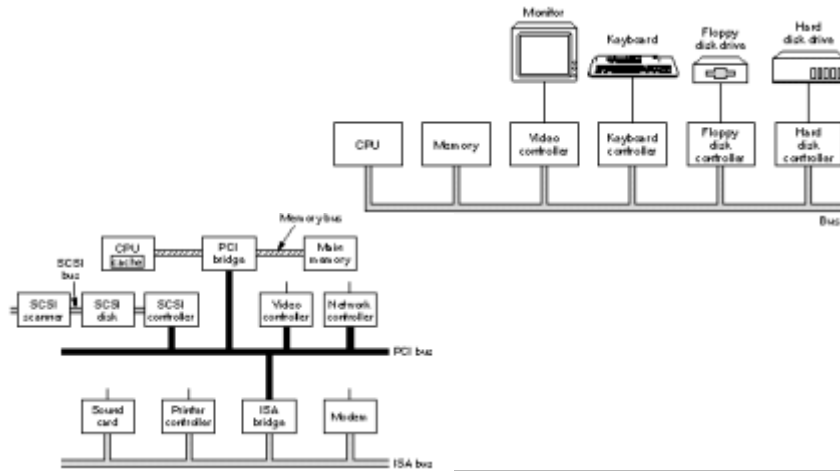 Monitor
Keyboard
Floppy
disk drive
Hard
disk drive
CPU
Memory
Video
controller
Keyboard
controller
Floppy
disk
controller
Hard
disk
controller
Bus
Memory bus
CPU
cache
PCI
bridge
Main
memory
SCSI
bus
SCSI
scanner
SCSI
disk
SCSI
controller
Video
controller
Network
controller
PCI bus
Sound
card
Printer
controller
ISA
bridge
Modem
ISA bus